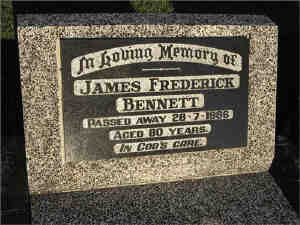 In Loving Memory of
JAMES FREDERICK
BENNETT
PASSED AWAY 28-7-1986
AGED 80 YEARS.
IN GOD'S CARE.